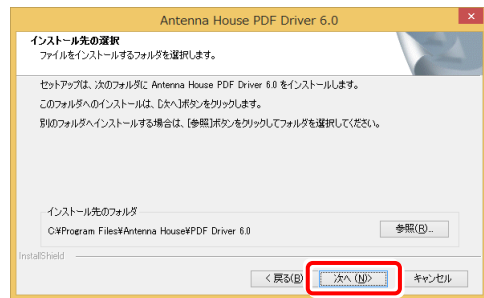 Antenna House PDF Driver 6.0
インストール先の選択
ファイルをインストールするフォルダを選択します。
セットアップは、次のフォルダに Antenna House PDF Driver 6.0 をインストールします。
このフォルダへのインストールは、[次へ]ボタンをクリックします。
別のフォルダへインストールする場合は、[参照]ボタンをクリックしてフォルダを選択してください。
インストール先のフォルダ
C:¥Program Files¥Antenna House¥PDF Driver 6.0
参照(R)...
InstallShield
< 戻る(B)
次へ (N)>
キャンセル